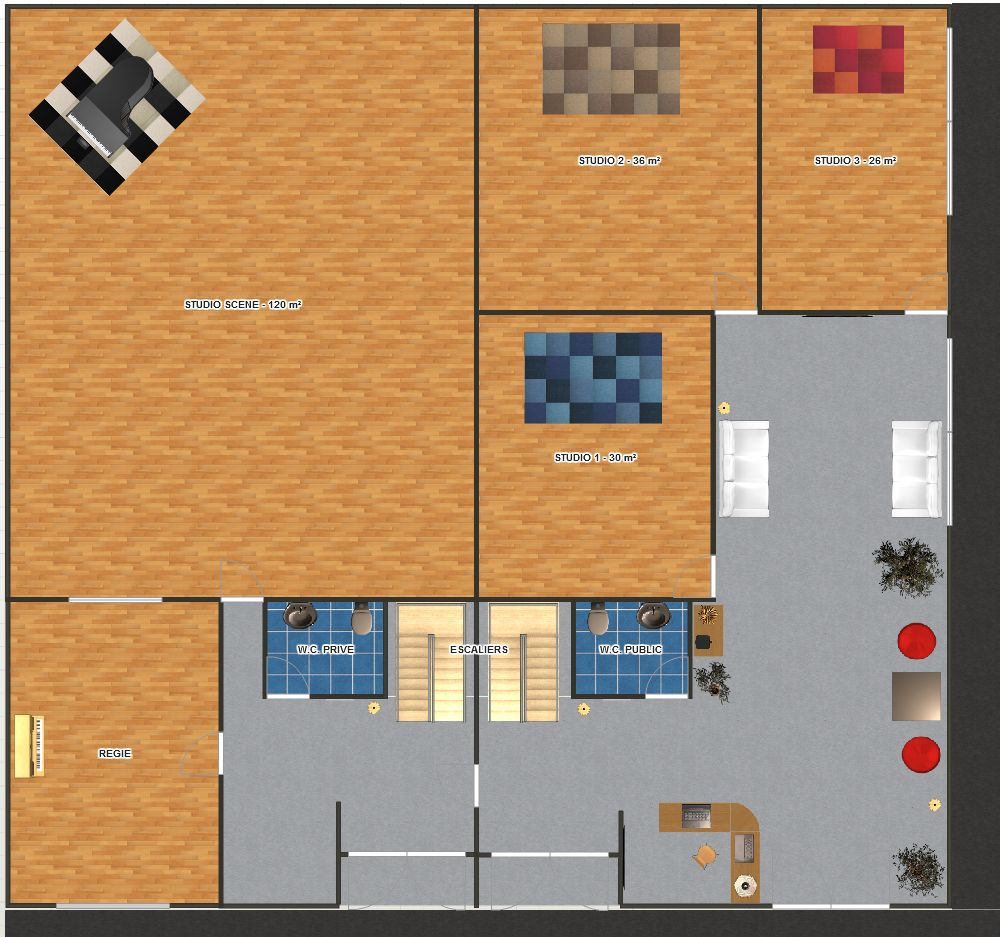 STUDIO 2 - 36 m²
STUDIO 3 - 26 m²
STUDIO SCENE - 120 m²
STUDIO 1 - 30 m²
W.C. PRIVE
ESCALIERS
W.C. PUBLIC
REGIE